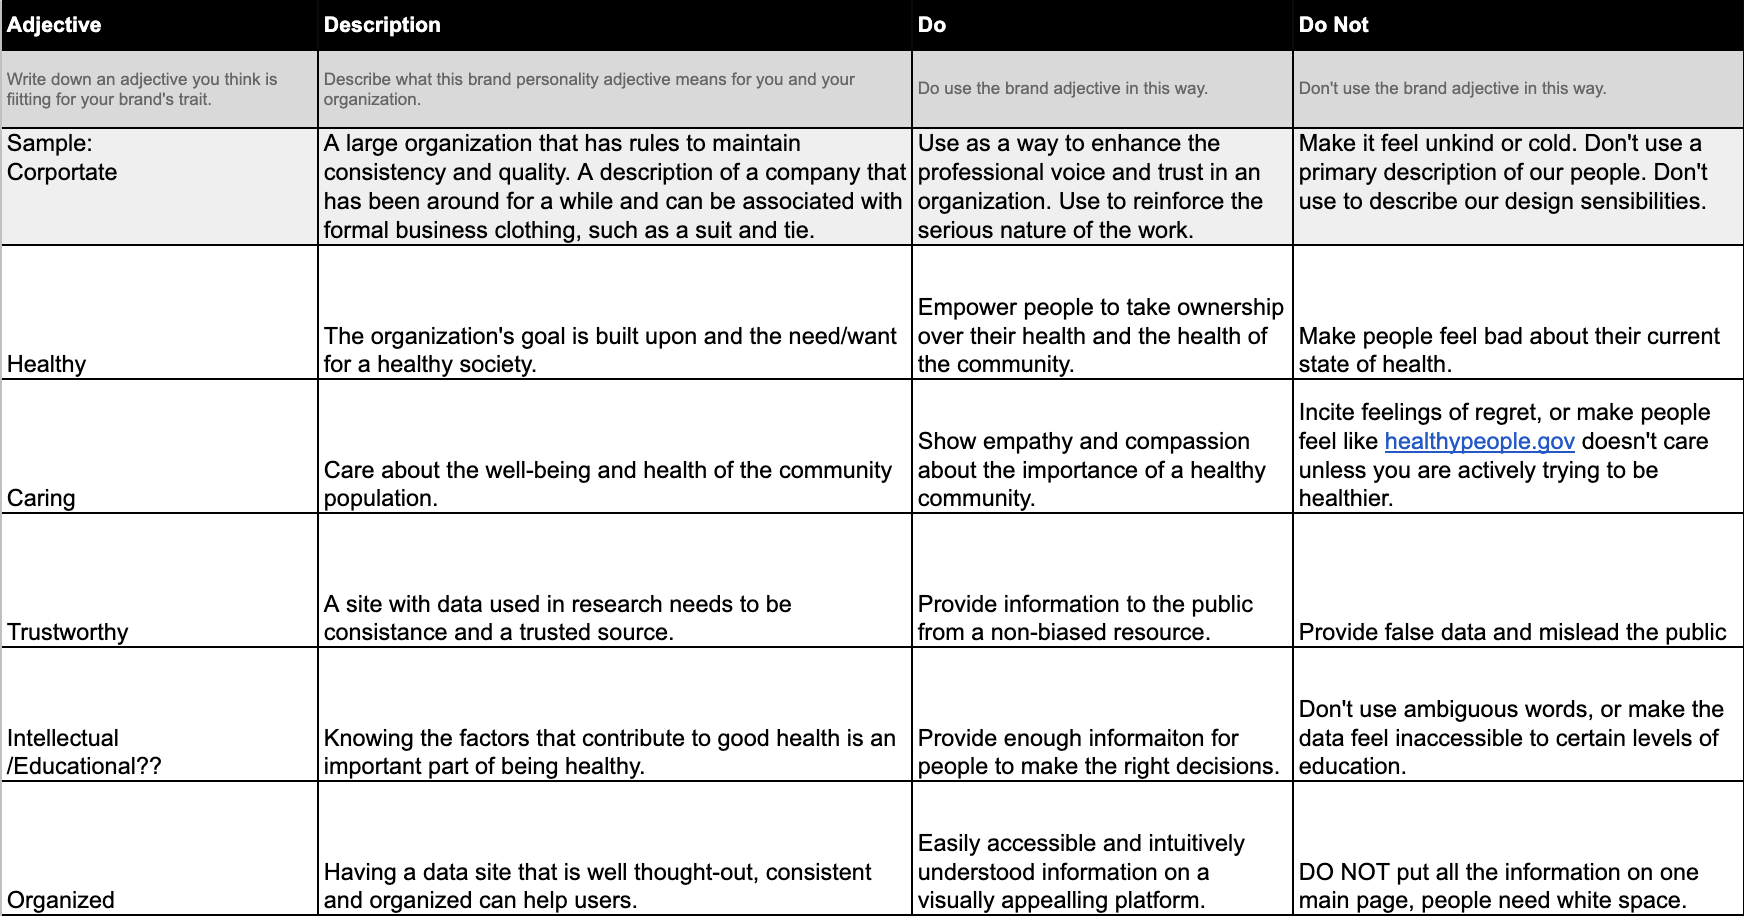 Adjective
Description
Do
Do Not
Write down an adjective you think is
fiitting for your brand's trait.
Describe what this brand personality adjective means for you and your
organization.
Do use the brand adjective in this way.
Don't use the brand adjective in this way.
Sample:
Corportate
A large organization that has rules to maintain
consistency and quality. A description of a company that
has been around for a while and can be associated with
formal business clothing, such as a suit and tie.
Use as a way to enhance the
professional voice and trust in an
organization. Use to reinforce the
serious nature of the work.
Make it feel unkind or cold. Don't use a
primary description of our people. Don't
use to describe our design sensibilities.
Healthy
The organization's goal is built upon and the need/want
for a healthy society.
Empower people to take ownership
over their health and the health of
the community.
Make people feel bad about their current
state of health.
Caring
Care about the well-being and health of the community
population.
Show empathy and compassion
about the importance of a healthy
community.
Incite feelings of regret, or make people
feel like healthypeople.gov doesn't care
unless you are actively trying to be
healthier.
Trustworthy
A site with data used in research needs to be
consistance and a trusted source.
Provide information to the public
from a non-biased resource.
Provide false data and mislead the public
Intellectual
/Educational??
Knowing the factors that contribute to good health is an
important part of being healthy.
Provide enough informaiton for
people to make the right decisions.
Don't use ambiguous words, or make the
data feel inaccessible to certain levels of
education.
Organized
Having a data site that is well thought-out, consistent
and organized can help users.
Easily accessible and intuitively
understood information on a
visually appealling platform.
DO NOT put all the information on one
main page, people need white space.